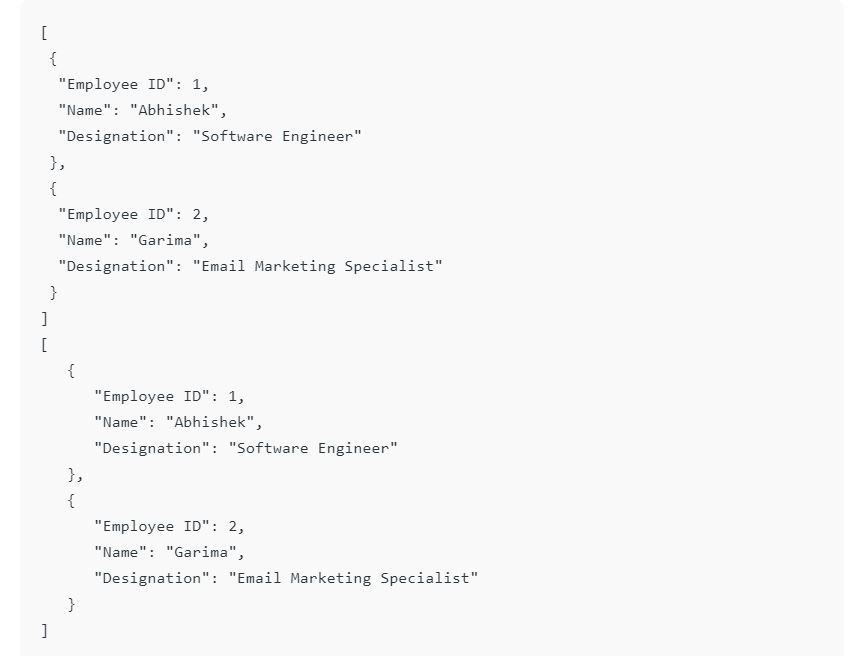 [
 {
  "Employee ID": 1,
  "Name": "Abhishek",
  "Designation": "Software Engineer"
 },
 {
  "Employee ID": 2,
  "Name": "Garima",
  "Designation": "Email Marketing Specialist"
 }
]
[
   {
      "Employee ID": 1,
      "Name": "Abhishek",
      "Designation": "Software Engineer"
   },
   {
      "Employee ID": 2,
      "Name": "Garima",
      "Designation": "Email Marketing Specialist"
   }
]